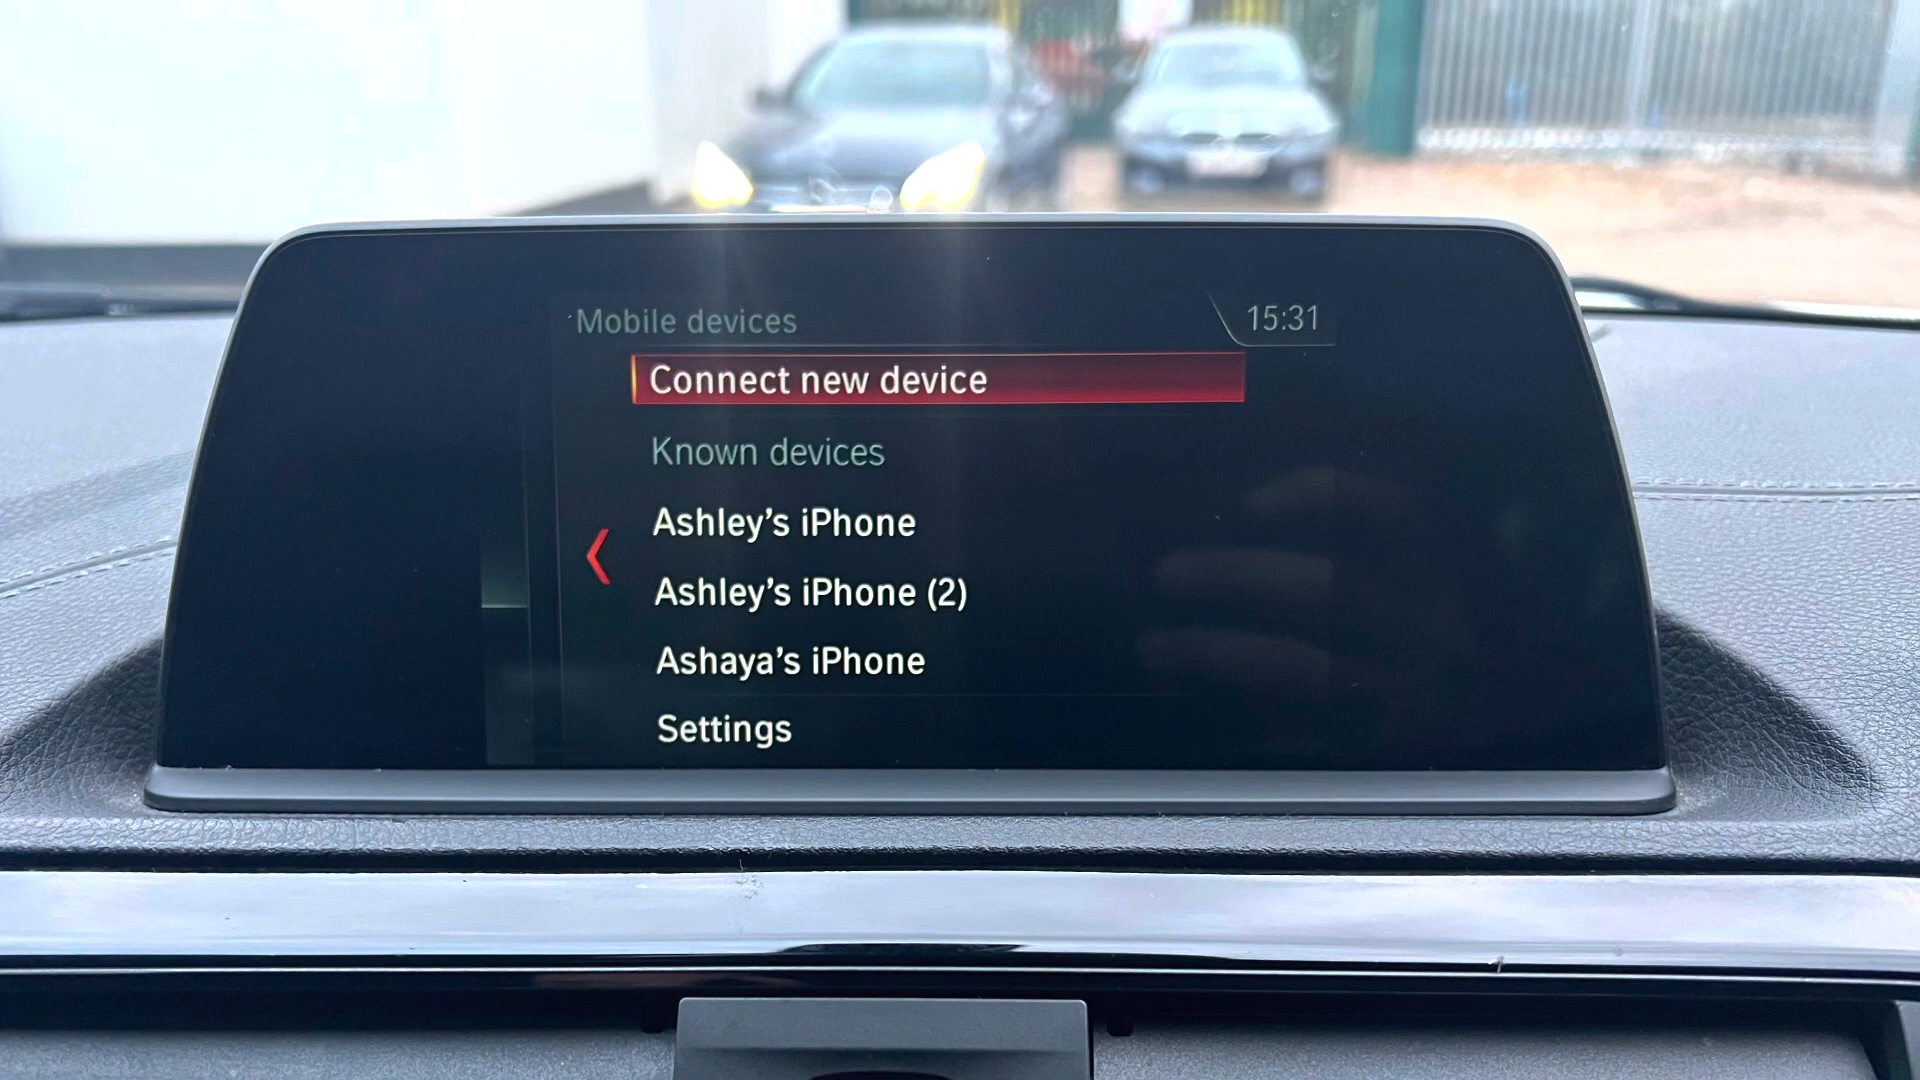 Mobile devices
15:31
Connect new device
Known devices
Ashley's iPhone
Ashley's iPhone (2)
Ashaya's iPhone
Settings